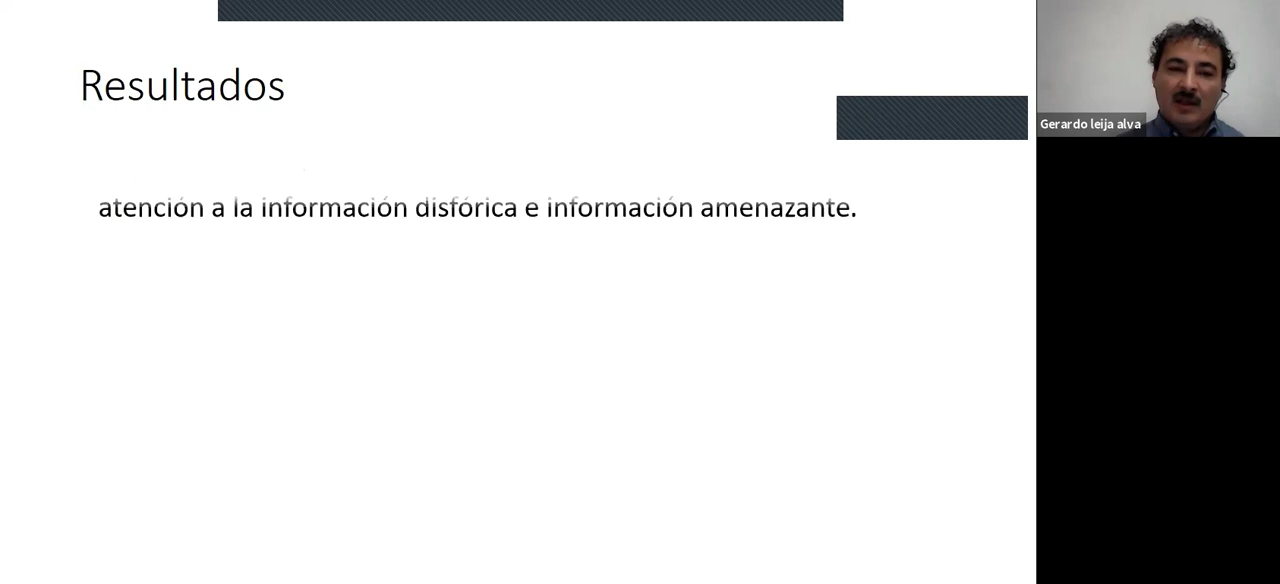 Resultados
atención a la información disfórica e información amenazante.
Gerardo leija alva